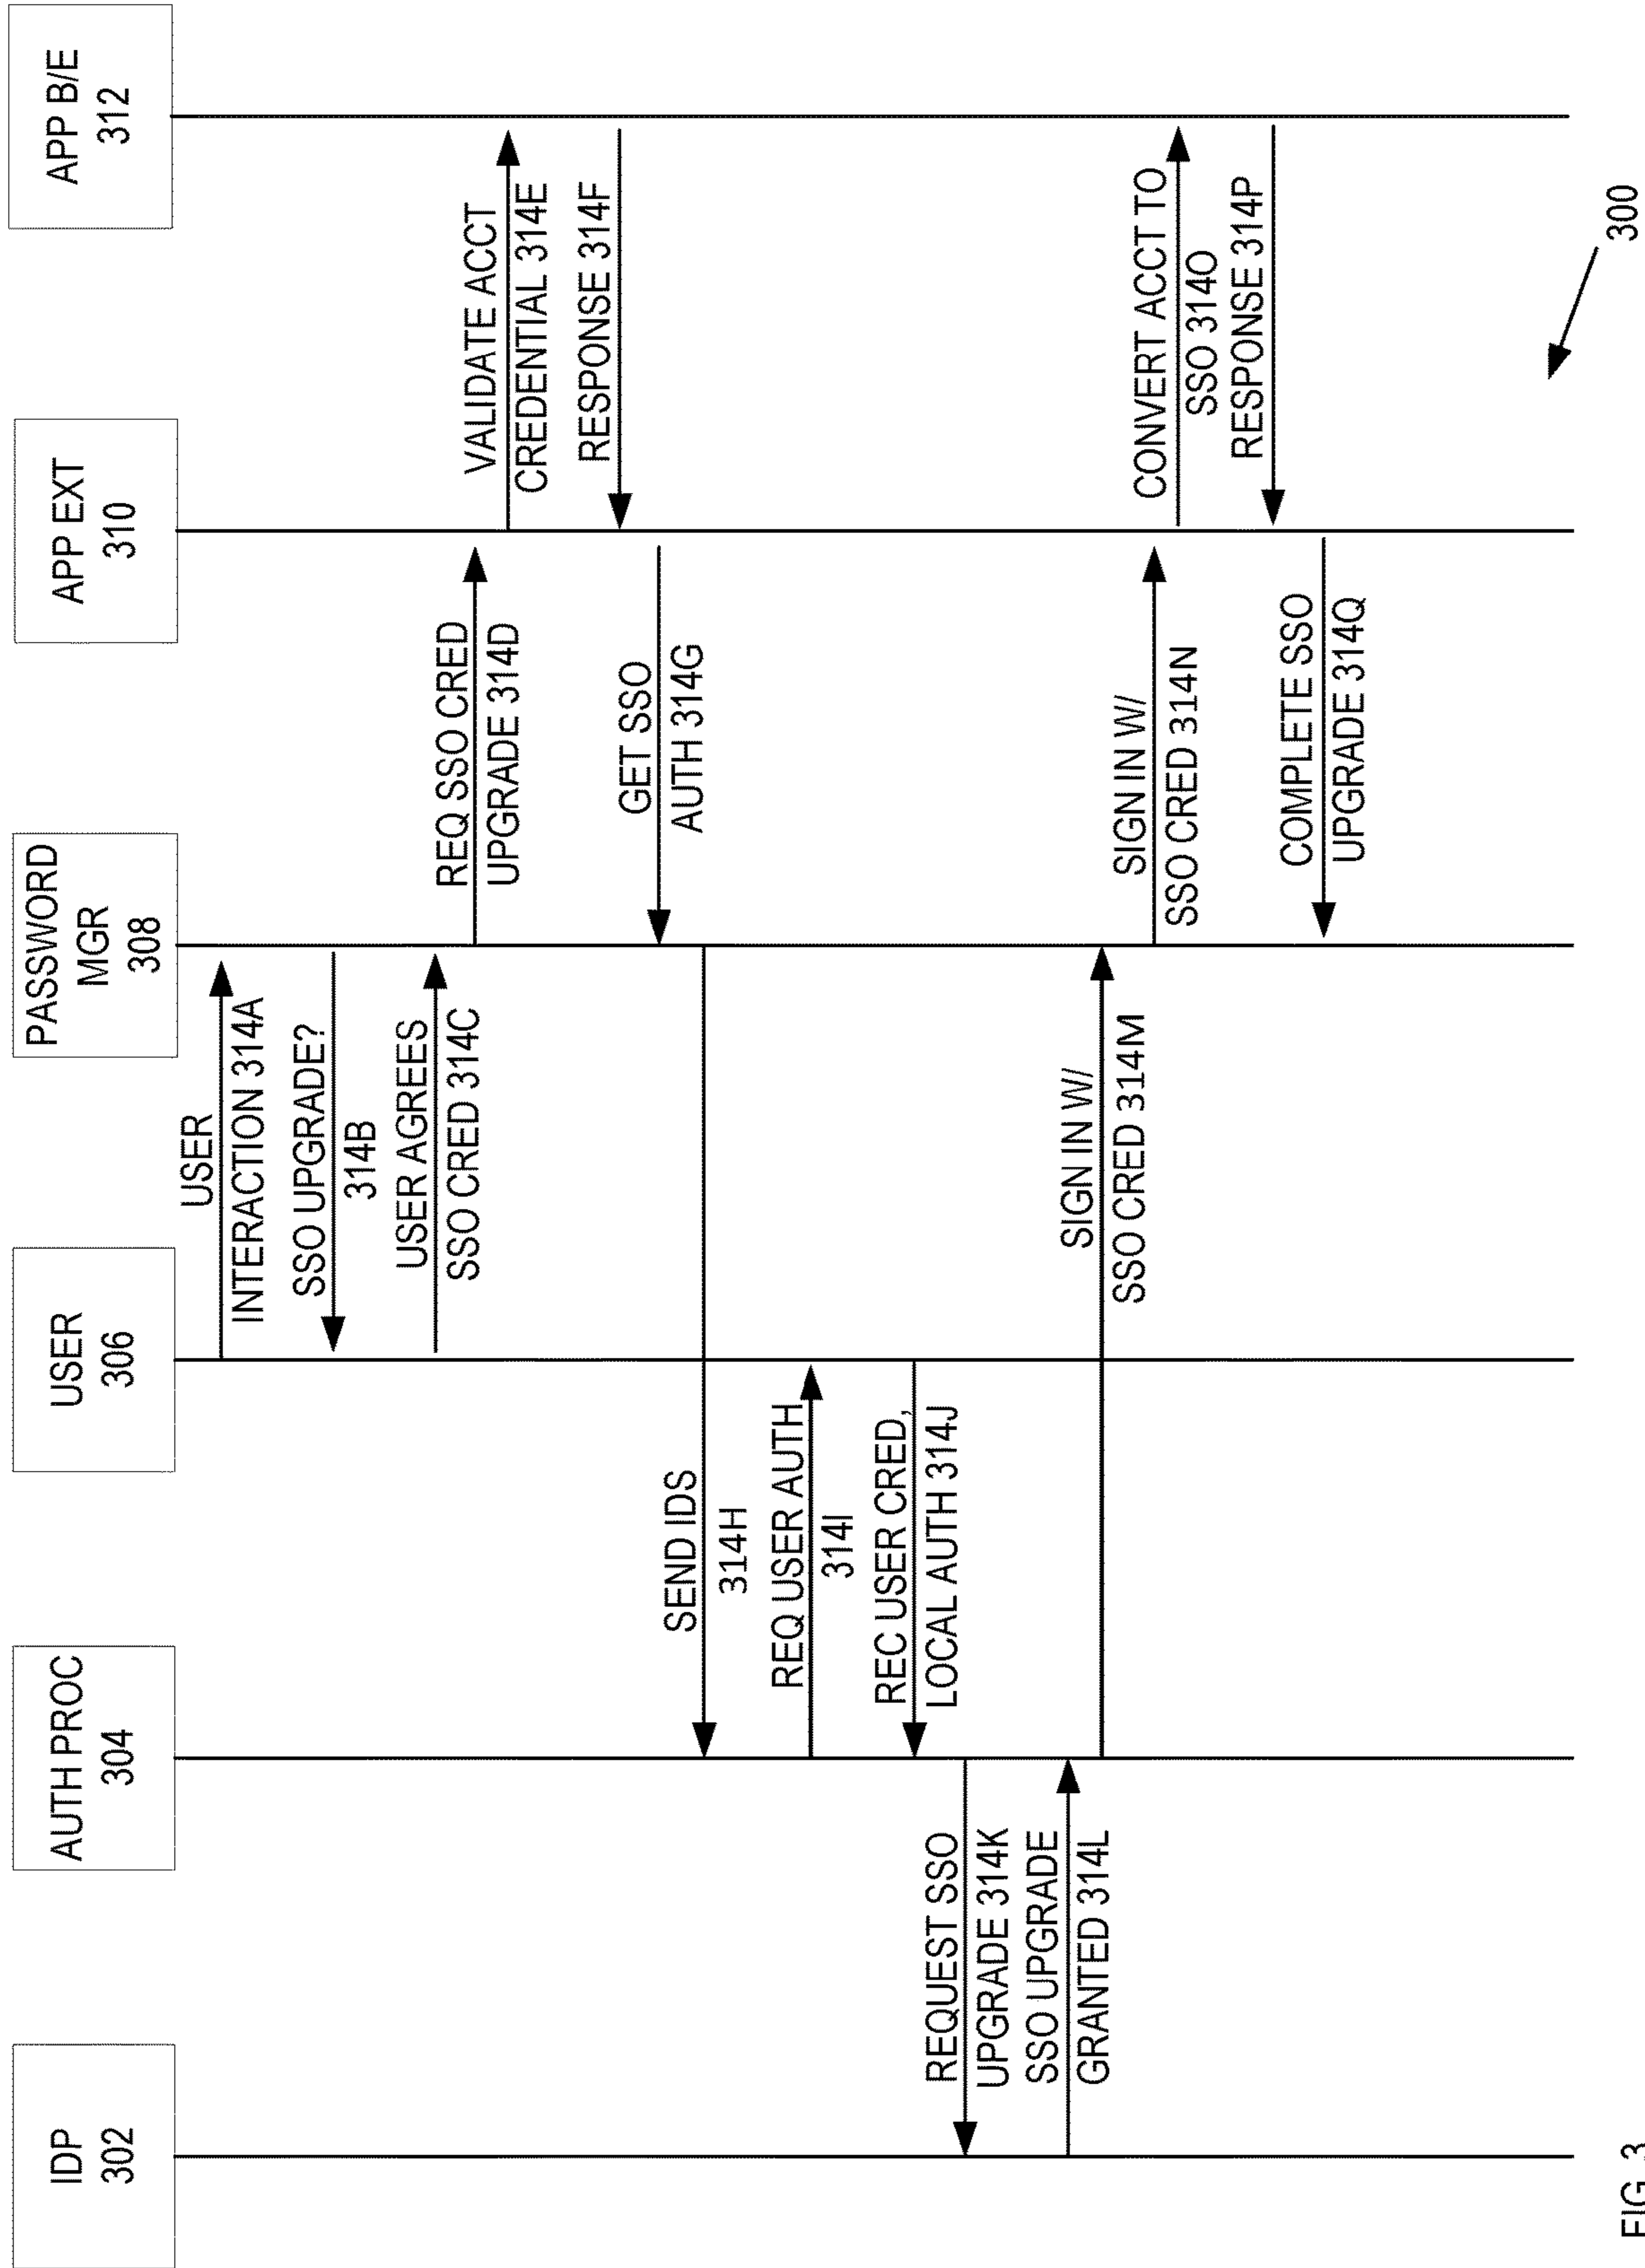 IDP
302
AUTH PROC
304
USER
306
PASSWORD
MGR
308
APP EXT
310
APP B/E
312
USER
INTERACTION 314A
SSO UPGRADE?
314B
USER AGREES
SSO CRED 314C
REQ SSO CRED
UPGRADE 314D
VALIDATE ACCT
CREDENTIAL 314E
RESPONSE 314F
GET SSO
AUTH 314G
SEND IDS
314H
REQ USER AUTH
314I
REC USER CRED,
LOCAL AUTH 314J
REQUEST SSO
UPGRADE 314K
SSO UPGRADE
GRANTED 314L
SIGN IN W/
SSO CRED 314M
SIGN IN W/
SSO CRED 314N
CONVERT ACCT TO
SSO 314O
RESPONSE 314P
COMPLETE SSO
UPGRADE 314Q
300
FIG. 3